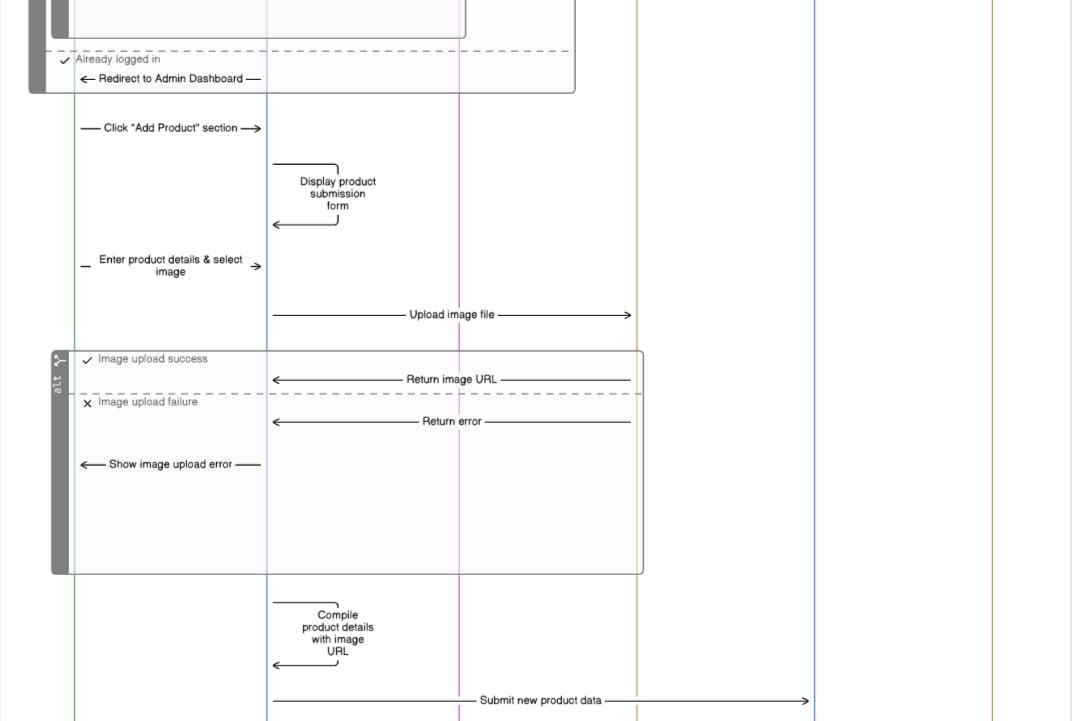 Already logged in
Redirect to Admin Dashboard
Click "Add Product" section
Display product
submission
form
Enter product details & select
image
Upload image file
alt
Image upload success
Return image URL
Image upload failure
Return error
Show image upload error
Compile
product details
with image
URL
Submit new product data